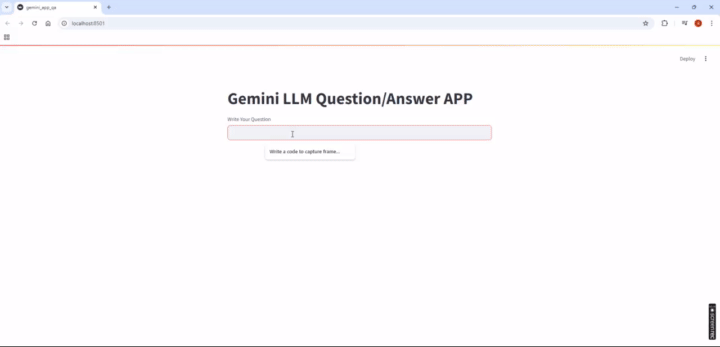 gemini_app_qa
localhost:8501
Deploy
Gemini LLM Question/Answer APP
Write Your Question
Write a code to capture frame...